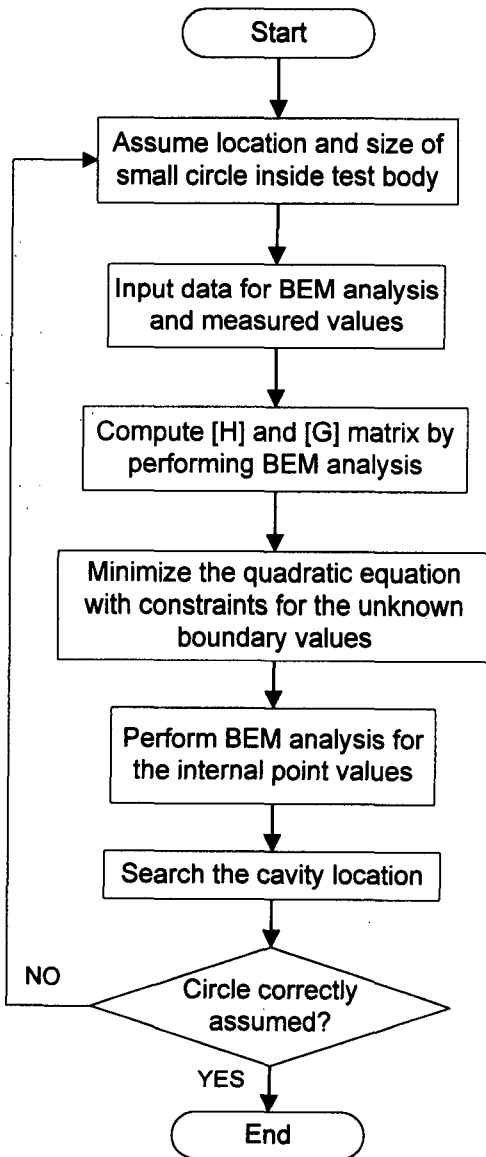 Start
Assume location and size of
small circle inside test body
Input data for BEM analysis
and measured values
Compute [H] and [G] matrix by
performing BEM analysis
Minimize the quadratic equation
with constraints for the unknown
boundary values
Perform BEM analysis for
the internal point values
Search the cavity location
NO
Circle correctly
assumed?
YES
End